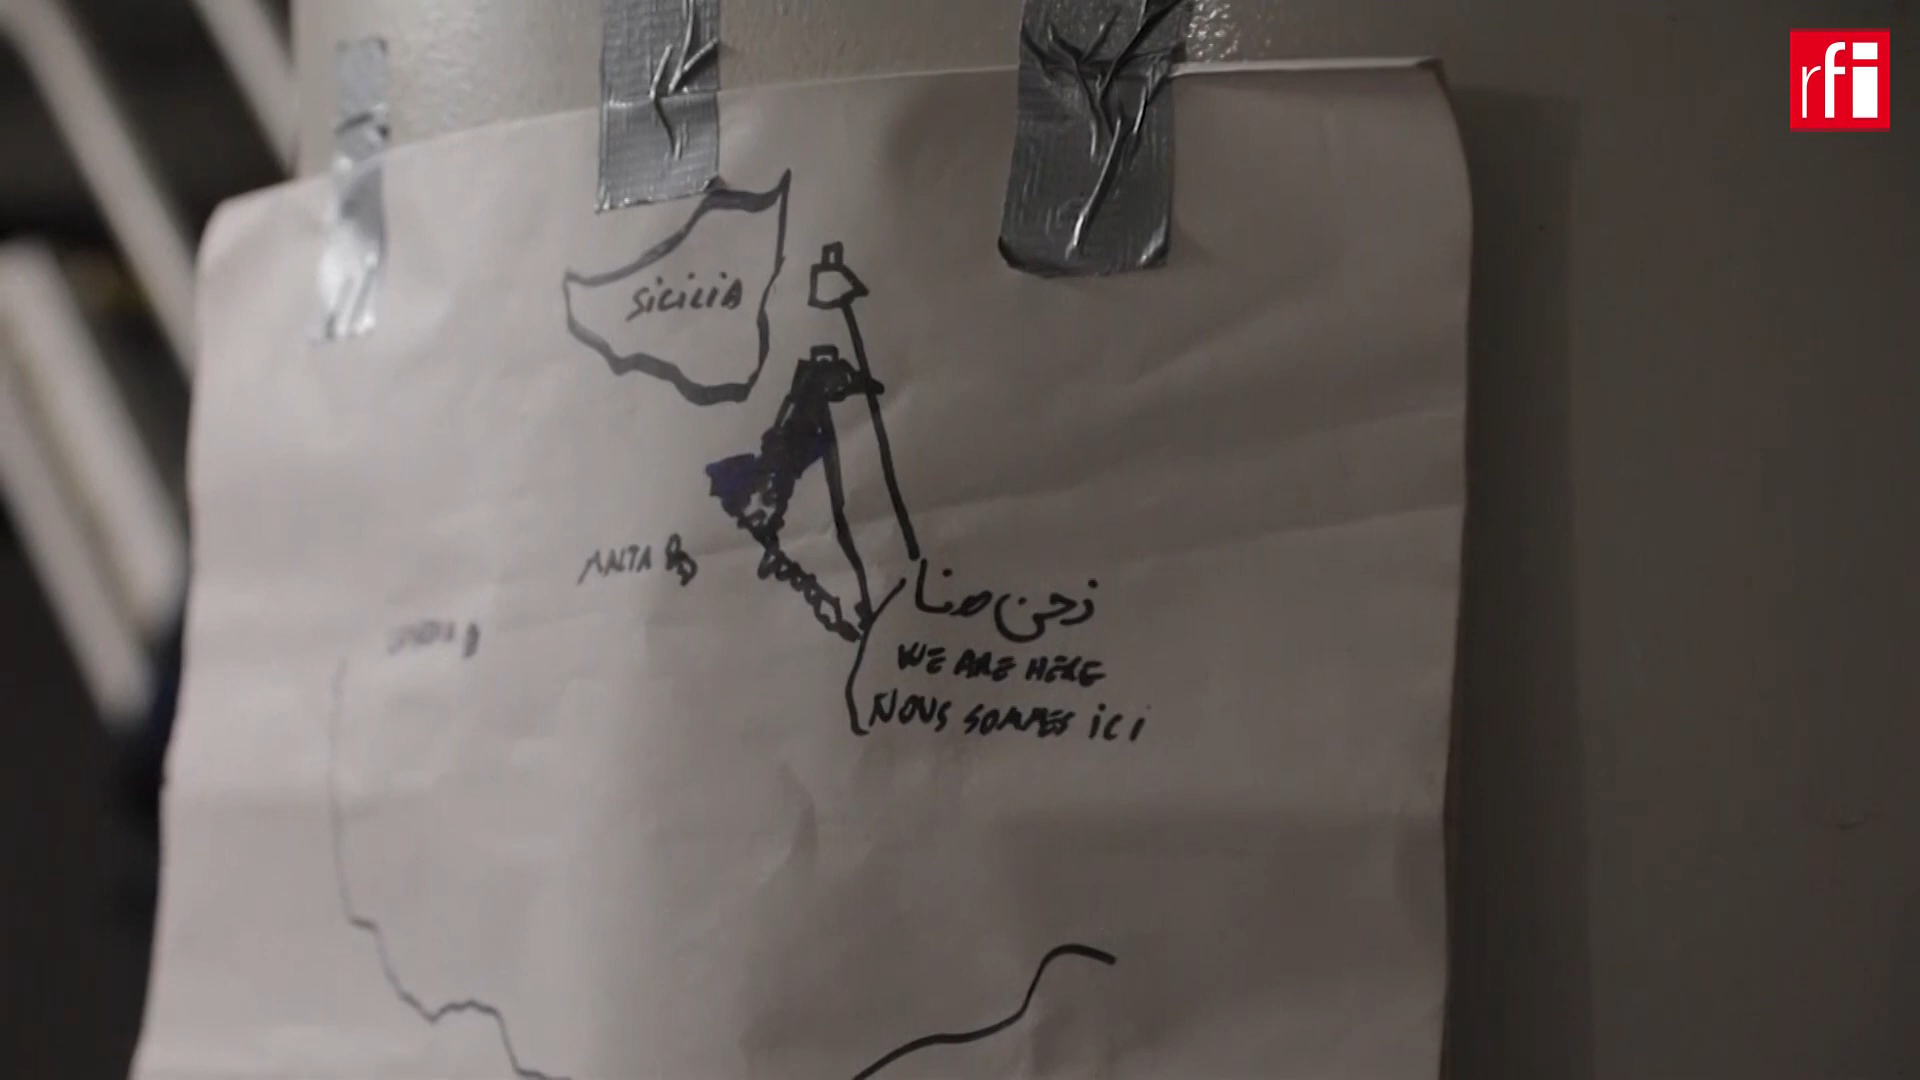 rfi
SiCiLiA
MALTA
نحن هنا
WE ARE HERE
NOUS SOMMES ICI